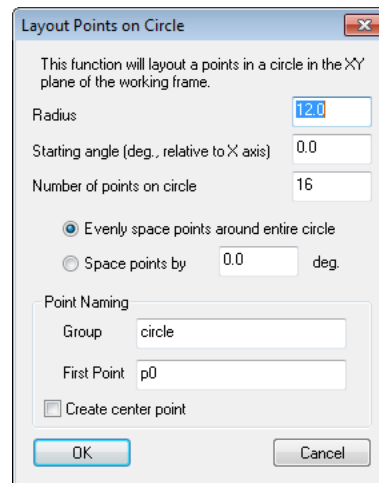 Layout Points on Circle
This function will layout a points in a circle in the XY
plane of the working frame.
Radius 12.0
Starting angle (deg., relative to X axis) 0.0
Number of points on circle 16
Evenly space points around entire circle
Space points by 0.0 deg.
Point Naming
Group circle
First Point p0
Create center point
OK Cancel